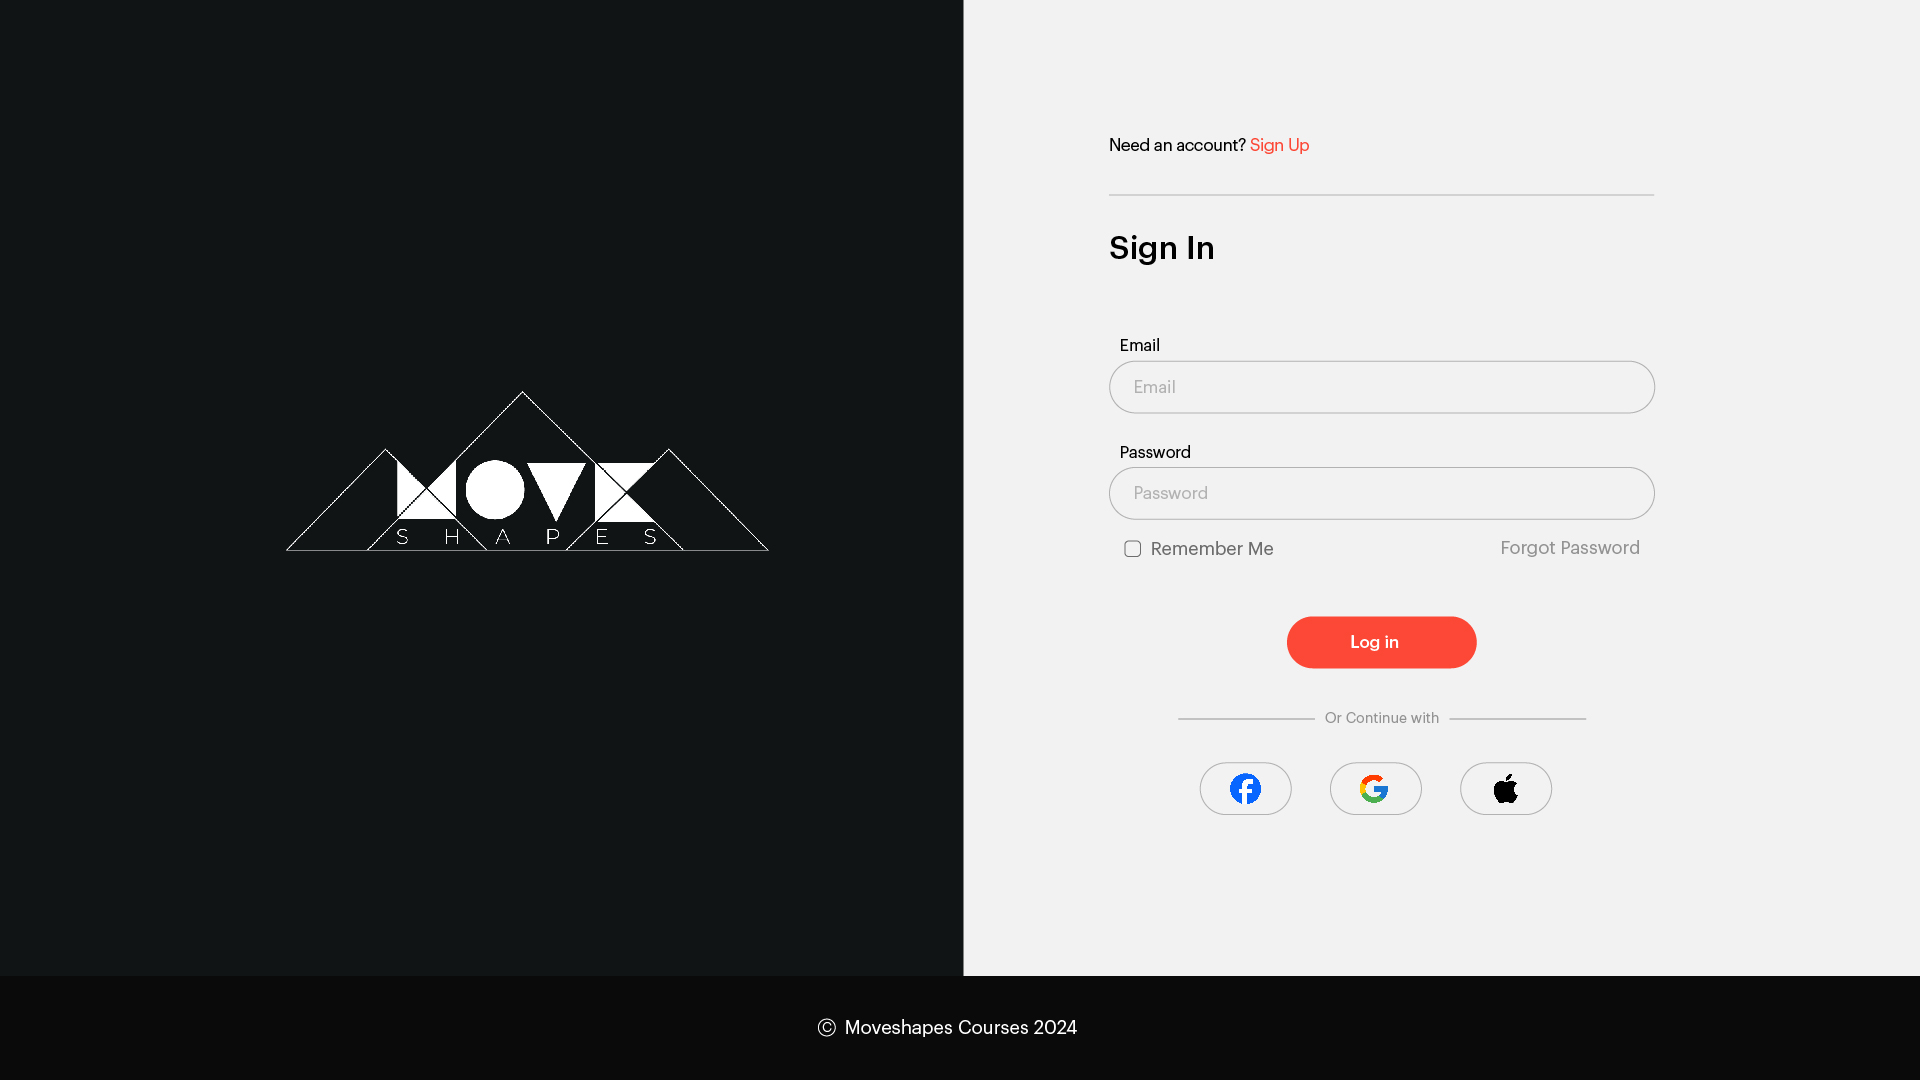 MOVE
SHAPES
Need an account? Sign Up
Sign In
Email
Email
Password
Password
Remember Me
Forgot Password
Log in
Or Continue with
© Moveshapes Courses 2024